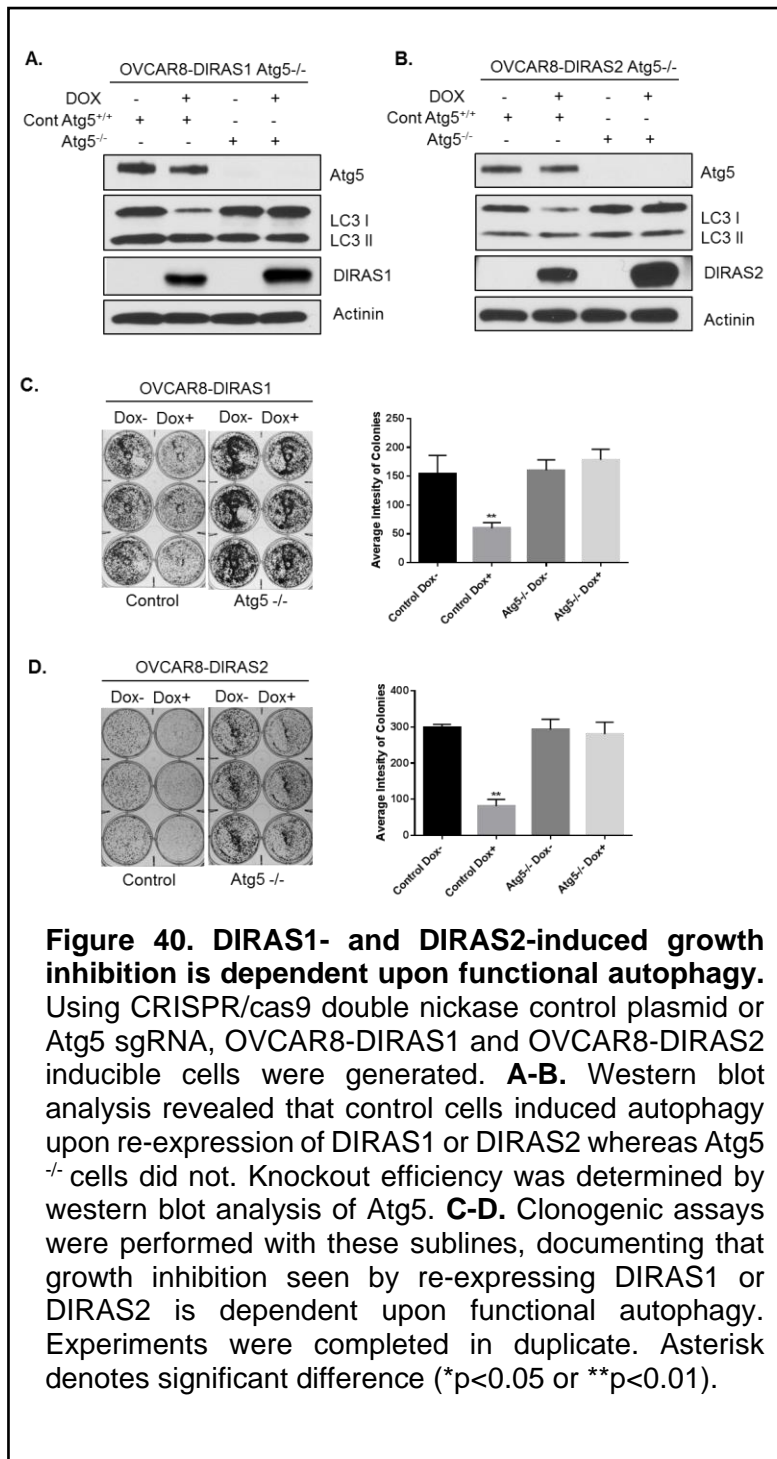 A.
OVCAR8-DIRAS1 Atg5-/-
DOX - + - +
Cont Atg5+/+ + + - -
Atg5-/- - - + +
Atg5
LC3 I
LC3 II
DIRAS1
Actinin
B.
OVCAR8-DIRAS2 Atg5-/-
DOX - + - +
Cont Atg5+/+ + + - -
Atg5-/- - - + +
Atg5
LC3 I
LC3 II
DIRAS2
Actinin
C.
OVCAR8-DIRAS1
Dox- Dox+ Dox- Dox+
Control Atg5 -/-
Average Intesity of Colonies
250
200
150
100
50
0
**
Control Dox-
Control Dox+
Atg5-/- Dox-
Atg5-/- Dox+
D.
OVCAR8-DIRAS2
Dox- Dox+ Dox- Dox+
Control Atg5 -/-
Average Intesity of Colonies
400
300
200
100
0
**
Control Dox-
Control Dox+
Atg5-/- Dox-
Atg5-/- Dox+
Figure 40. DIRAS1- and DIRAS2-induced growth
inhibition is dependent upon functional autophagy.
Using CRISPR/cas9 double nickase control plasmid or
Atg5 sgRNA, OVCAR8-DIRAS1 and OVCAR8-DIRAS2
inducible cells were generated. A-B. Western blot
analysis revealed that control cells induced autophagy
upon re-expression of DIRAS1 or DIRAS2 whereas Atg5
-/- cells did not. Knockout efficiency was determined by
western blot analysis of Atg5. C-D. Clonogenic assays
were performed with these sublines, documenting that
growth inhibition seen by re-expressing DIRAS1 or
DIRAS2 is dependent upon functional autophagy.
Experiments were completed in duplicate. Asterisk
denotes significant difference (*p<0.05 or **p<0.01).